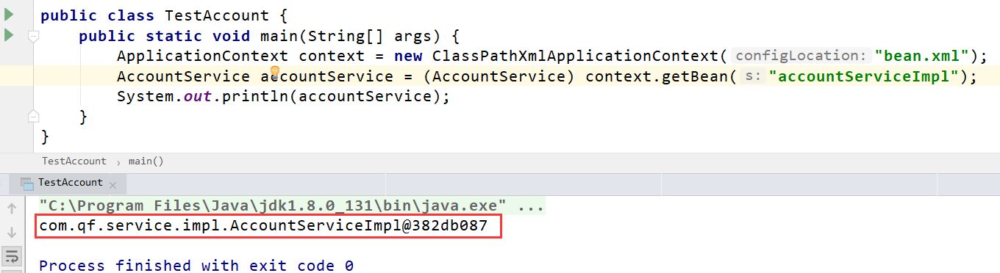 public class TestAccount {
public static void main(String[] args) {
ApplicationContext context = new ClassPathXmlApplicationContext( configLocation: "bean.xml");
AccountService accountService = (AccountService) context.getBean( s: "accountServiceImpl");
System.out.println(accountService);
}
}
TestAccount › main()
TestAccount ×
"C:\Program Files\Java\jdk1.8.0_131\bin\java.exe" ...
com.qf.service.impl.AccountServiceImpl@382db087
Process finished with exit code 0